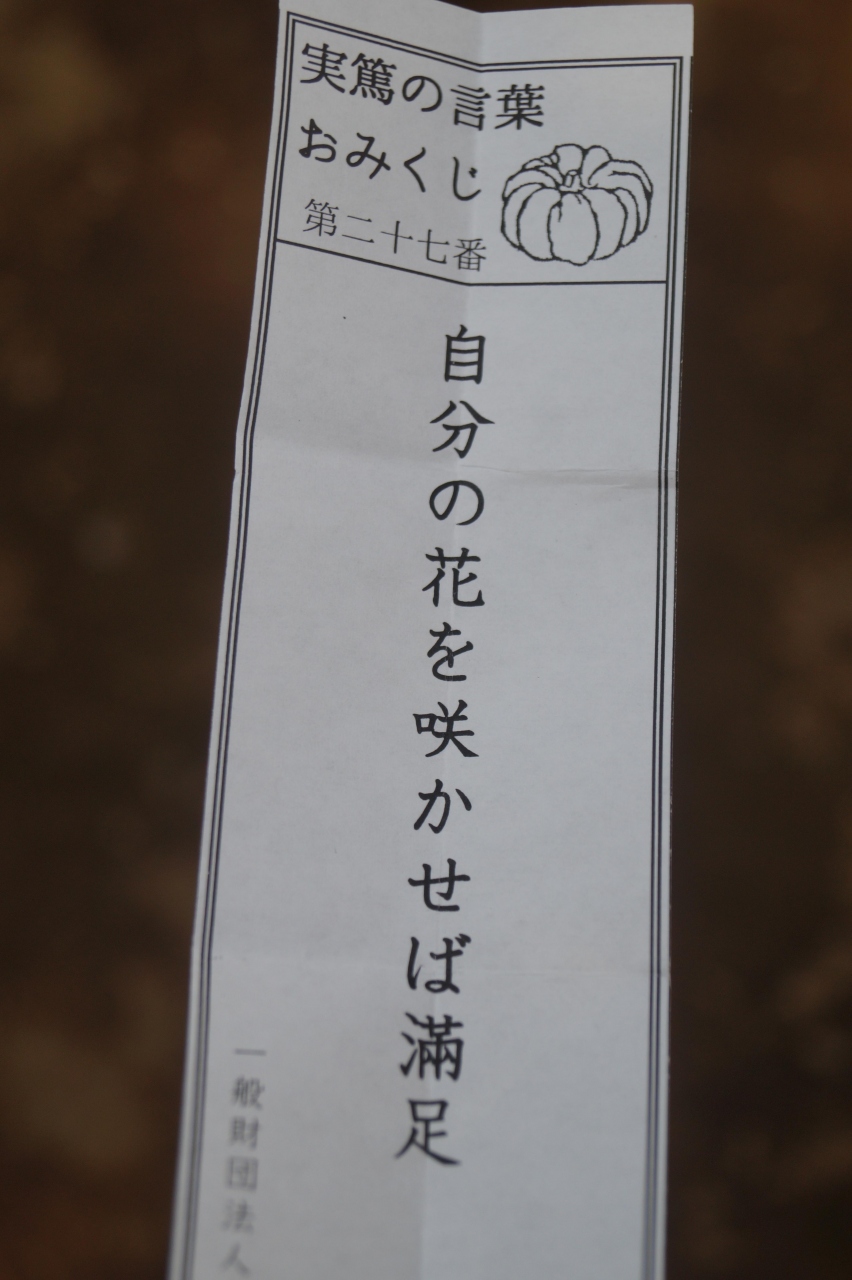 実篤の言葉
おみくじ
第二十七番
自分の花を咲かせば滿足
一般財団法人